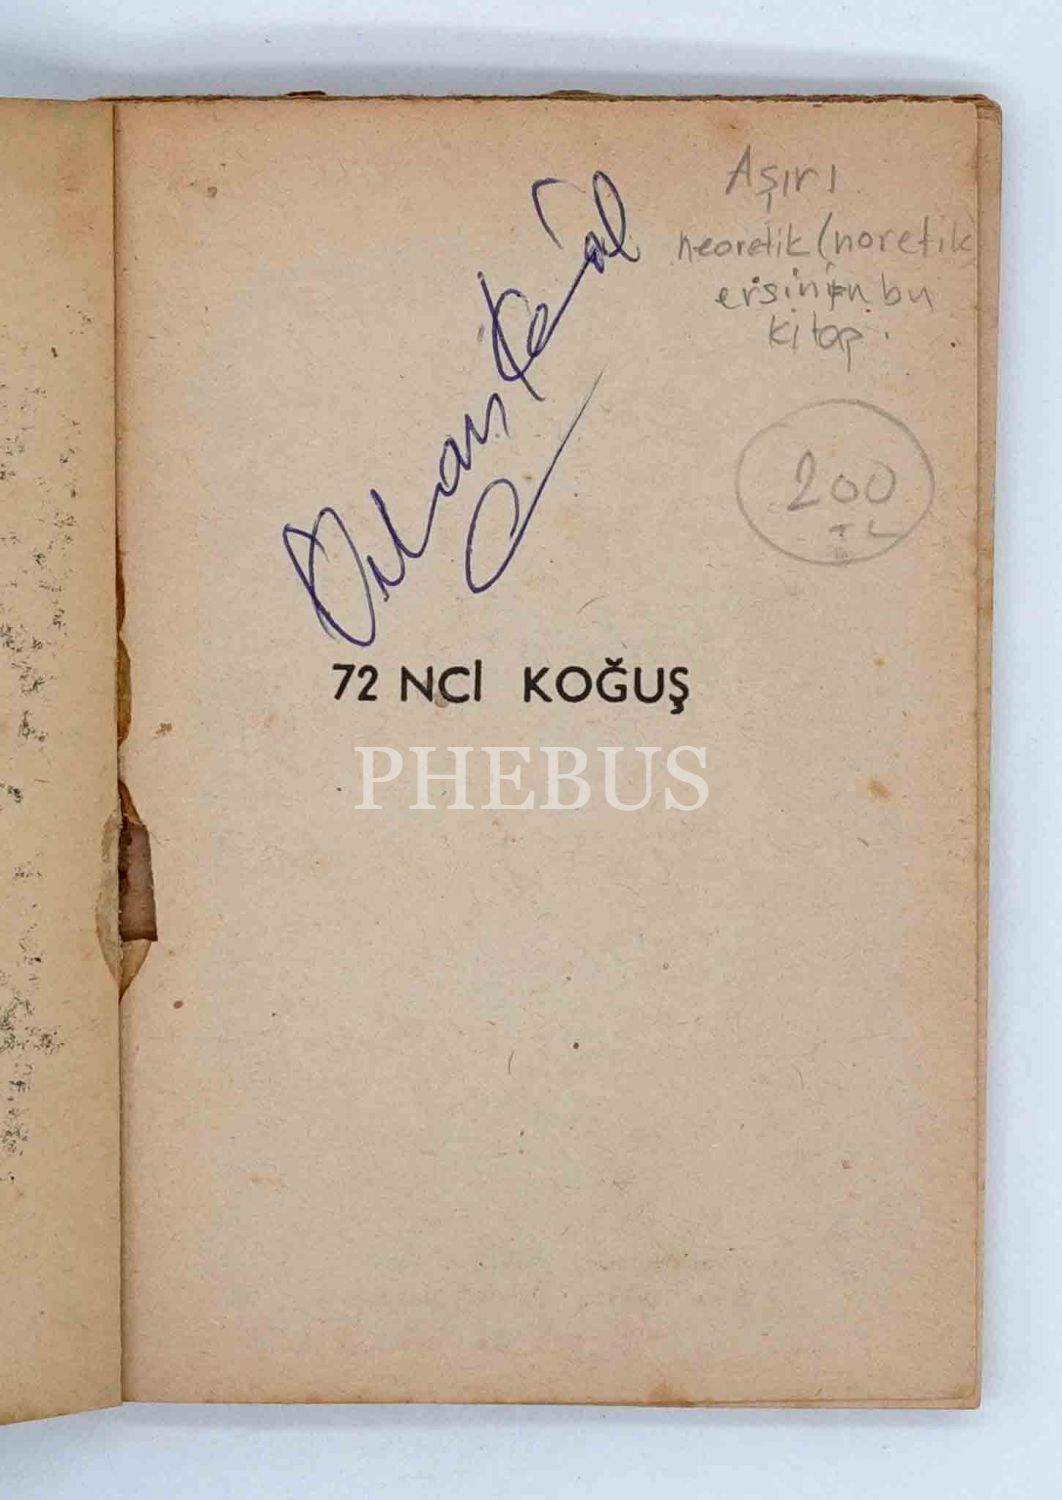 Aşırı
neoretik (noretik
ersinin bu
kitap.
Orhan Kemal
200
TL
72 NCİ KOĞUŞ
PHEBUS